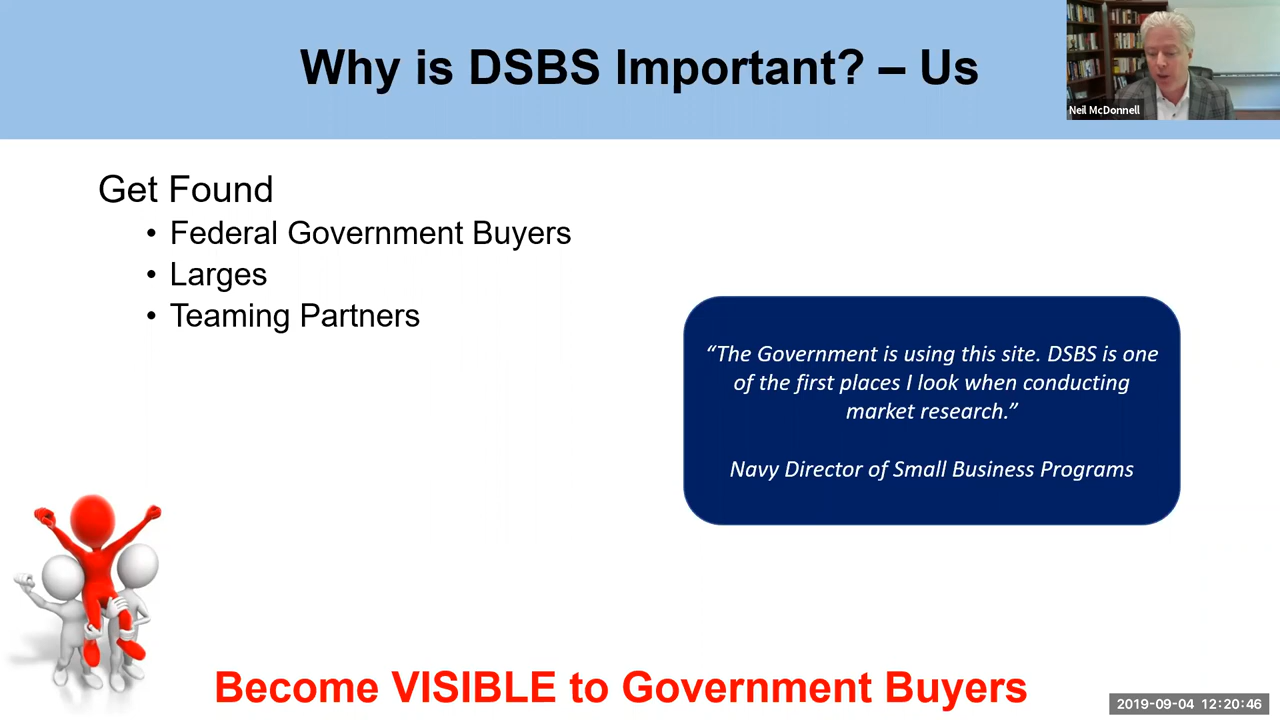 Why is DSBS Important? – Us
Neil McDonnell
Get Found
• Federal Government Buyers
• Larges
• Teaming Partners
“The Government is using this site. DSBS is one
of the first places I look when conducting
market research.”
Navy Director of Small Business Programs
Become VISIBLE to Government Buyers
2019-09-04 12:20:46